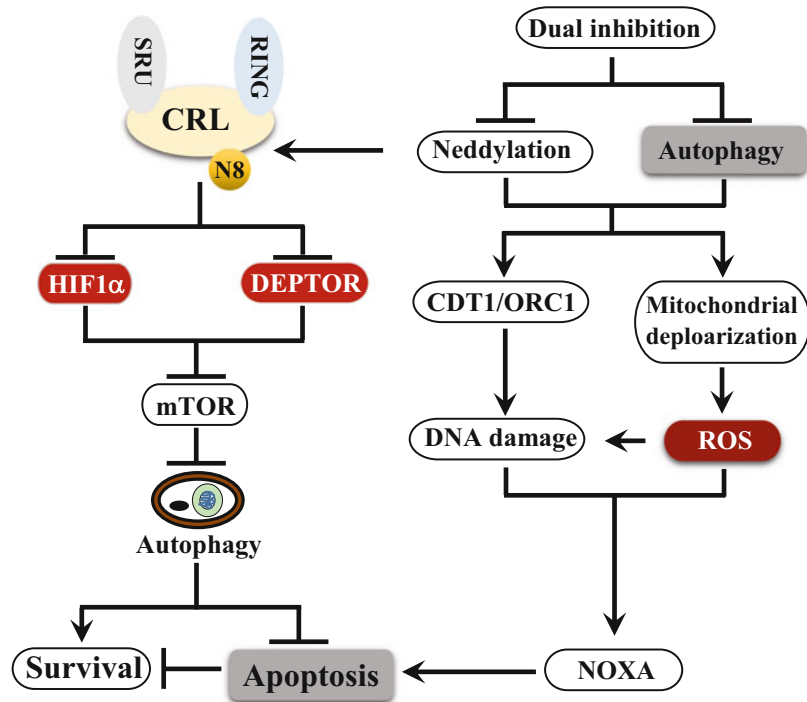 SRU
RING
CRL
N8
HIF1α
DEPTOR
mTOR
Autophagy
Survival
Apoptosis
Dual inhibition
Neddylation
Autophagy
CDT1/ORC1
Mitochondrial
deploarization
DNA damage
ROS
NOXA